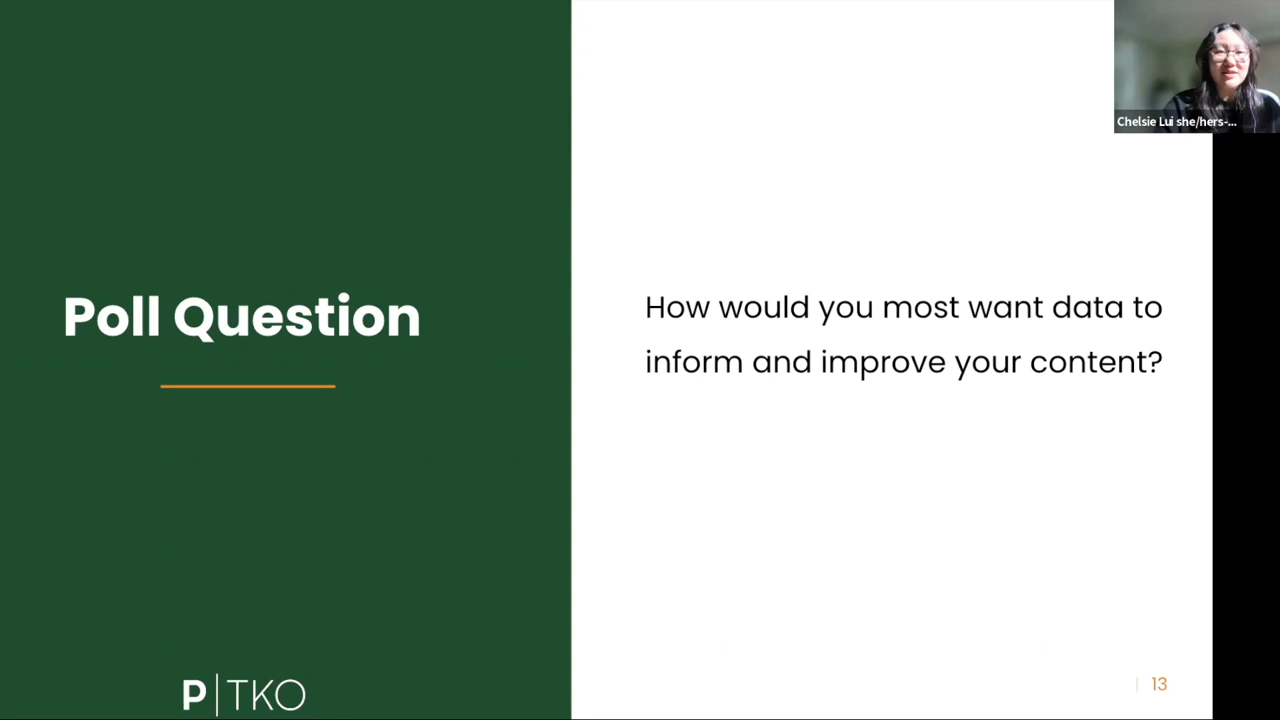 Chelsie Lui she/hers-...
Poll Question
How would you most want data to
inform and improve your content?
P|TKO
| 13